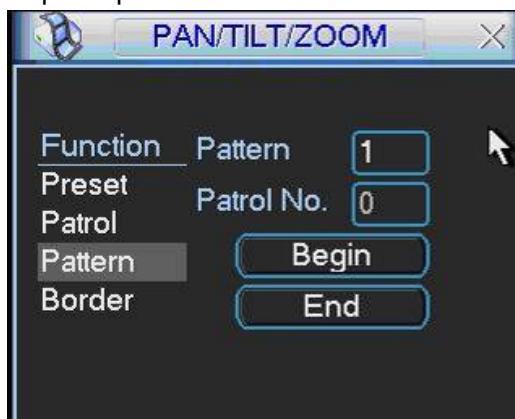 PAN/TILT/ZOOM
Function
Preset
Patrol
Pattern
Border
Pattern 1
Patrol No. 0
Begin
End